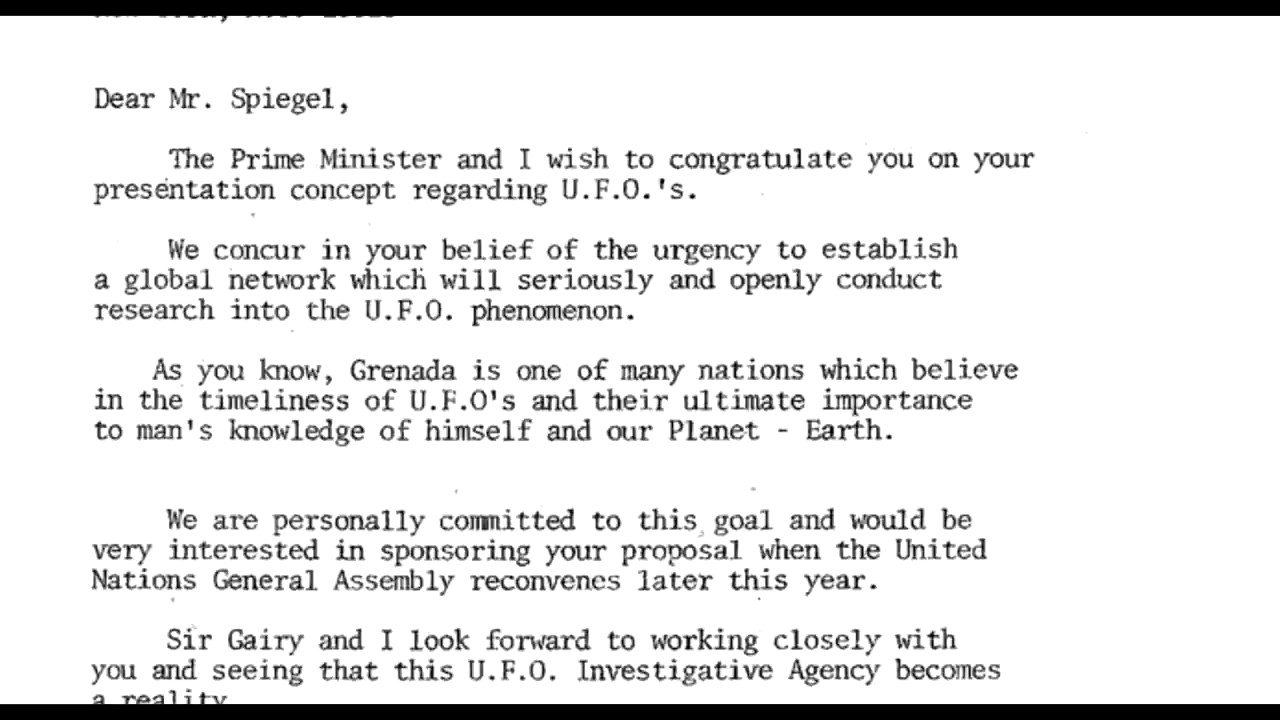 Dear Mr. Spiegel,
The Prime Minister and I wish to congratulate you on your
presentation concept regarding U.F.O.'s.
We concur in your belief of the urgency to establish
a global network which will seriously and openly conduct
research into the U.F.O. phenomenon.
As you know, Grenada is one of many nations which believe
in the timeliness of U.F.O's and their ultimate importance
to man's knowledge of himself and our Planet - Earth.
We are personally committed to this goal and would be
very interested in sponsoring your proposal when the United
Nations General Assembly reconvenes later this year.
Sir Gairy and I look forward to working closely with
you and seeing that this U.F.O. Investigative Agency becomes
a reality